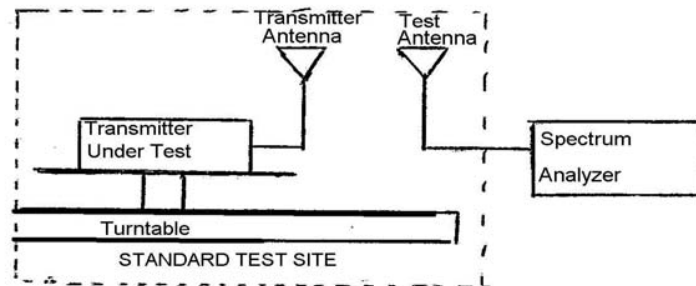 Transmitter
Antenna
Test
Antenna
Transmitter
Under Test
Spectrum
Analyzer
Turntable
STANDARD TEST SITE